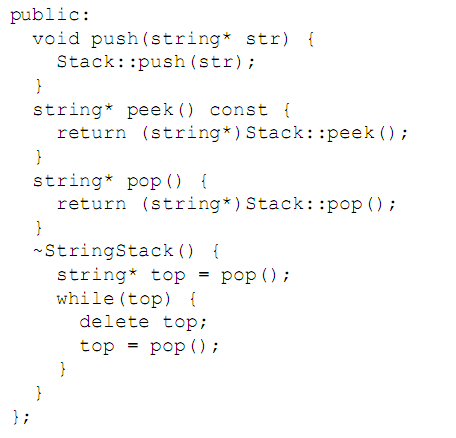 public:
  void push(string* str) {
    Stack::push(str);
  }
  string* peek() const {
    return (string*)Stack::peek();
  }
  string* pop() {
    return (string*)Stack::pop();
  }
  ~StringStack() {
    string* top = pop();
    while(top) {
      delete top;
      top = pop();
    }
  }
};